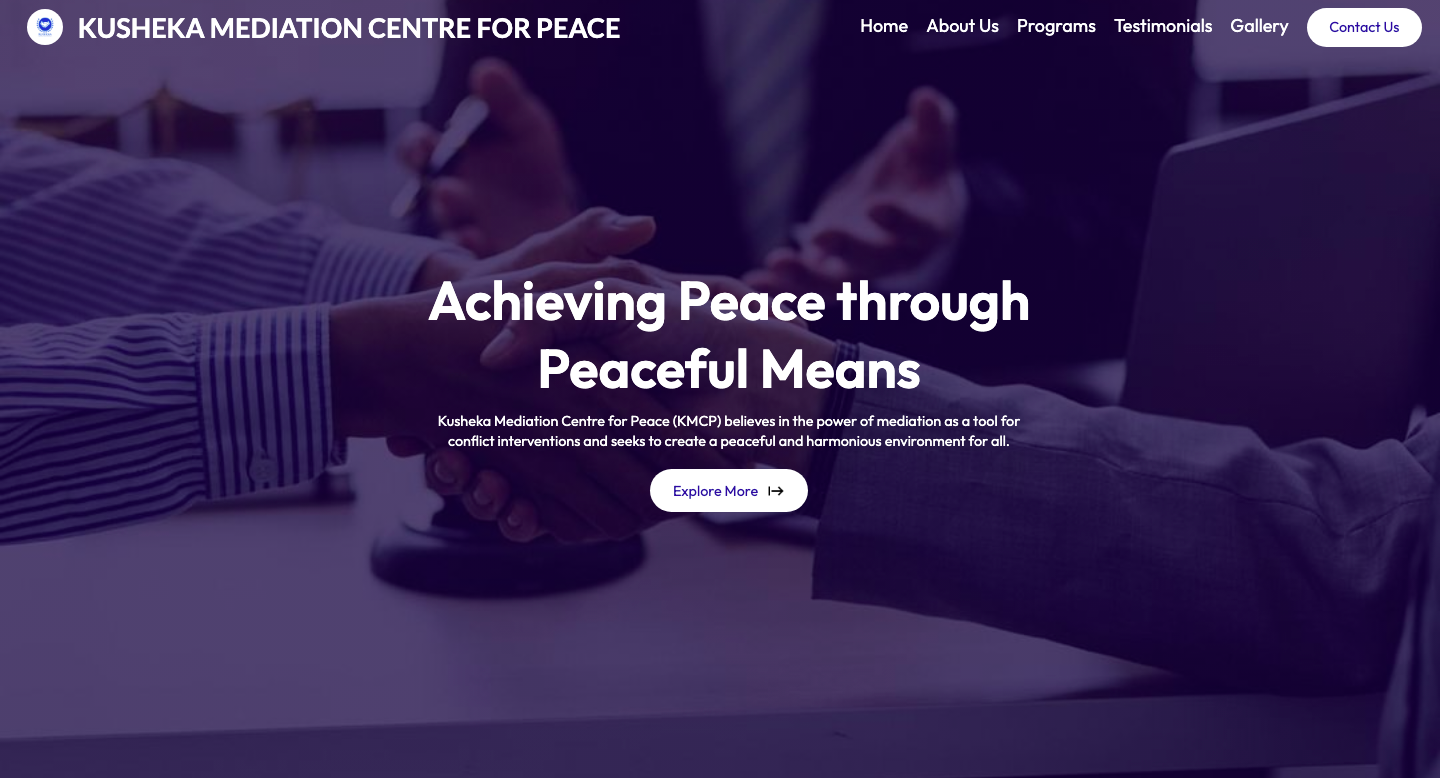 KUSHEKA MEDIATION CENTRE FOR PEACE
Home About Us Programs Testimonials Gallery Contact Us
Achieving Peace through
Peaceful Means
Kusheka Mediation Centre for Peace (KMCP) believes in the power of mediation as a tool for
conflict interventions and seeks to create a peaceful and harmonious environment for all.
Explore More